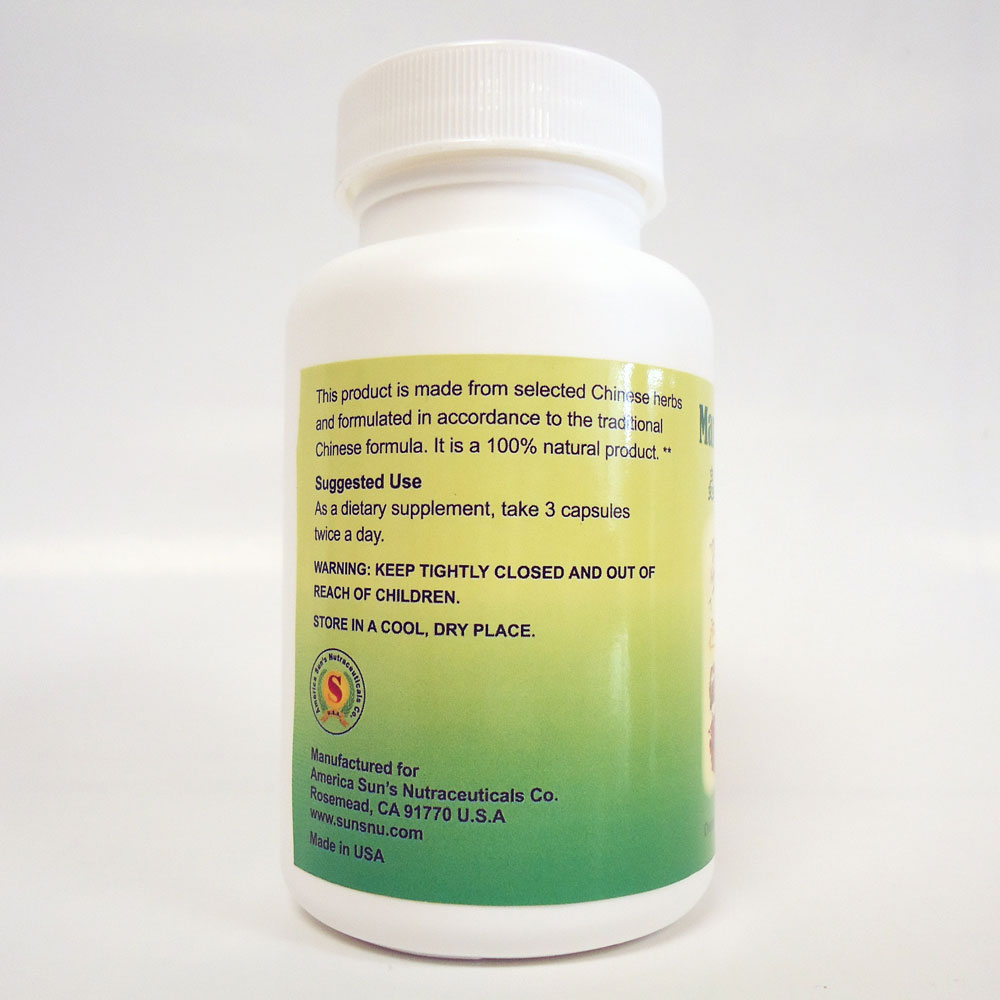 This product is made from selected Chinese herbs
and formulated in accordance to the traditional
Chinese formula. It is a 100% natural product. **
Suggested Use
As a dietary supplement, take 3 capsules
twice a day.
WARNING: KEEP TIGHTLY CLOSED AND OUT OF
REACH OF CHILDREN.
STORE IN A COOL, DRY PLACE.
America Sun's Nutraceuticals Co.
S
U.S.A.
Manufactured for
America Sun's Nutraceuticals Co.
Rosemead, CA 91770 U.S.A
www.sunsnu.com
Made in USA